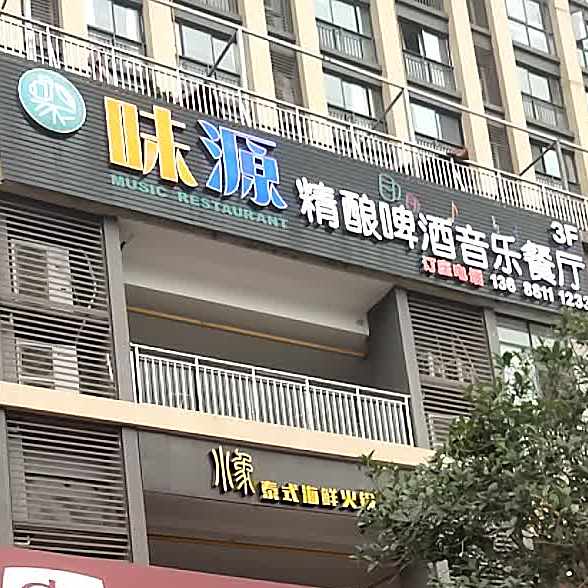 味源
MUSIC RESTAURANT
精酿啤酒音乐餐厅
3F
订座电话 136 8811 123
泰式海鲜火